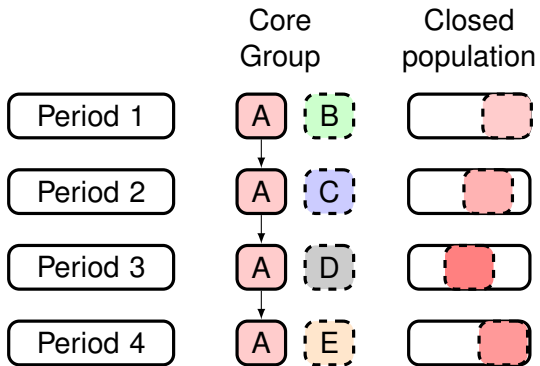 Core
Group
Closed
population
Period 1
A
B
Period 2
A
C
Period 3
A
D
Period 4
A
E